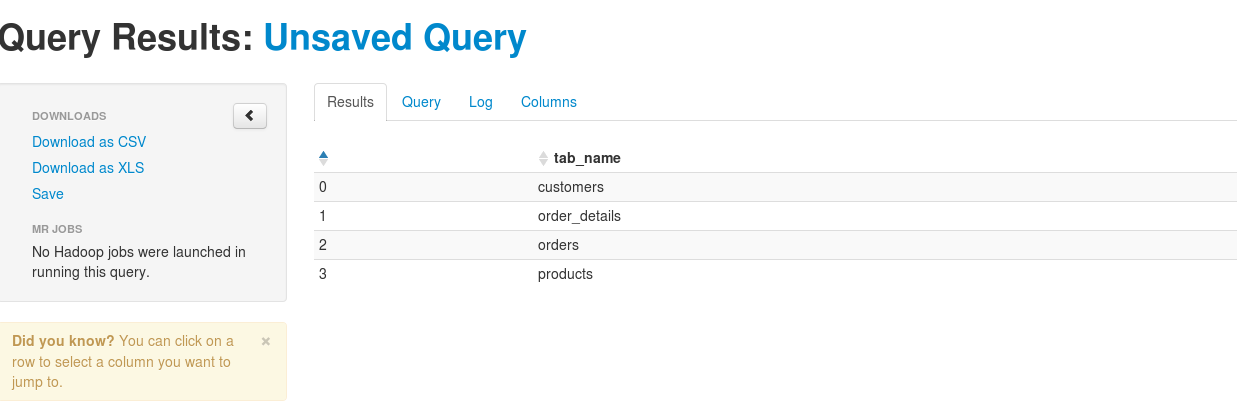 Query Results: Unsaved Query
DOWNLOADS
Download as CSV
Download as XLS
Save
MR JOBS
No Hadoop jobs were launched in
running this query.
Did you know? You can click on a
row to select a column you want to
jump to.
Results Query Log Columns
tab_name
0 customers
1 order_details
2 orders
3 products